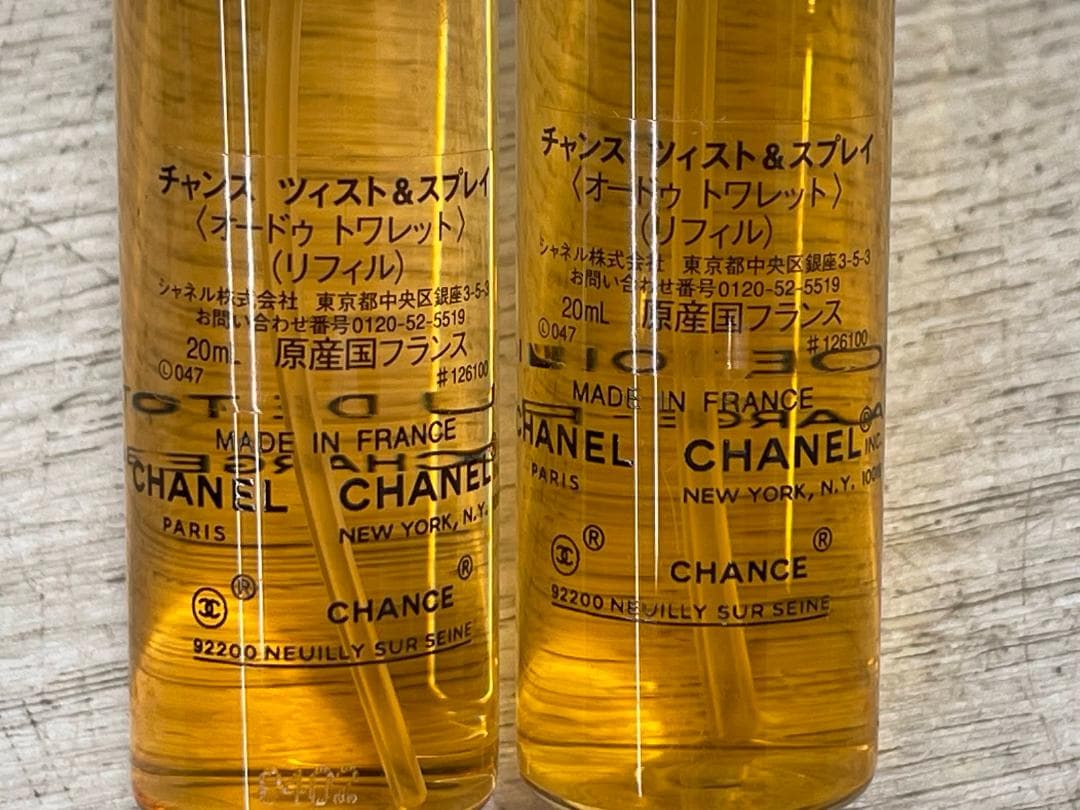 チャンス ツィスト&スプレイ
〈オードゥ トワレット〉
(リフィル)
シャネル株式会社 東京都中央区銀座3-5-3
お問い合わせ番号0120-52-5519
20mL 原産国フランス
Ⓛ047 #126100
MADE IN FRANCE
CHANEL CHANEL
PARIS NEW YORK, N.Y.
® ®
CHANCE
92200 NEUILLY SUR SEINE
チャンス ツィスト&スプレイ
〈オードゥ トワレット〉
(リフィル)
シャネル株式会社 東京都中央区銀座3-5-3
お問い合わせ番号0120-52-5519
20mL 原産国フランス
Ⓛ047 #126100
MADE IN FRANCE
CHANEL CHANEL® INC.
PARIS NEW YORK, N.Y. 100
® ®
CHANCE
92200 NEUILLY SUR SEINE